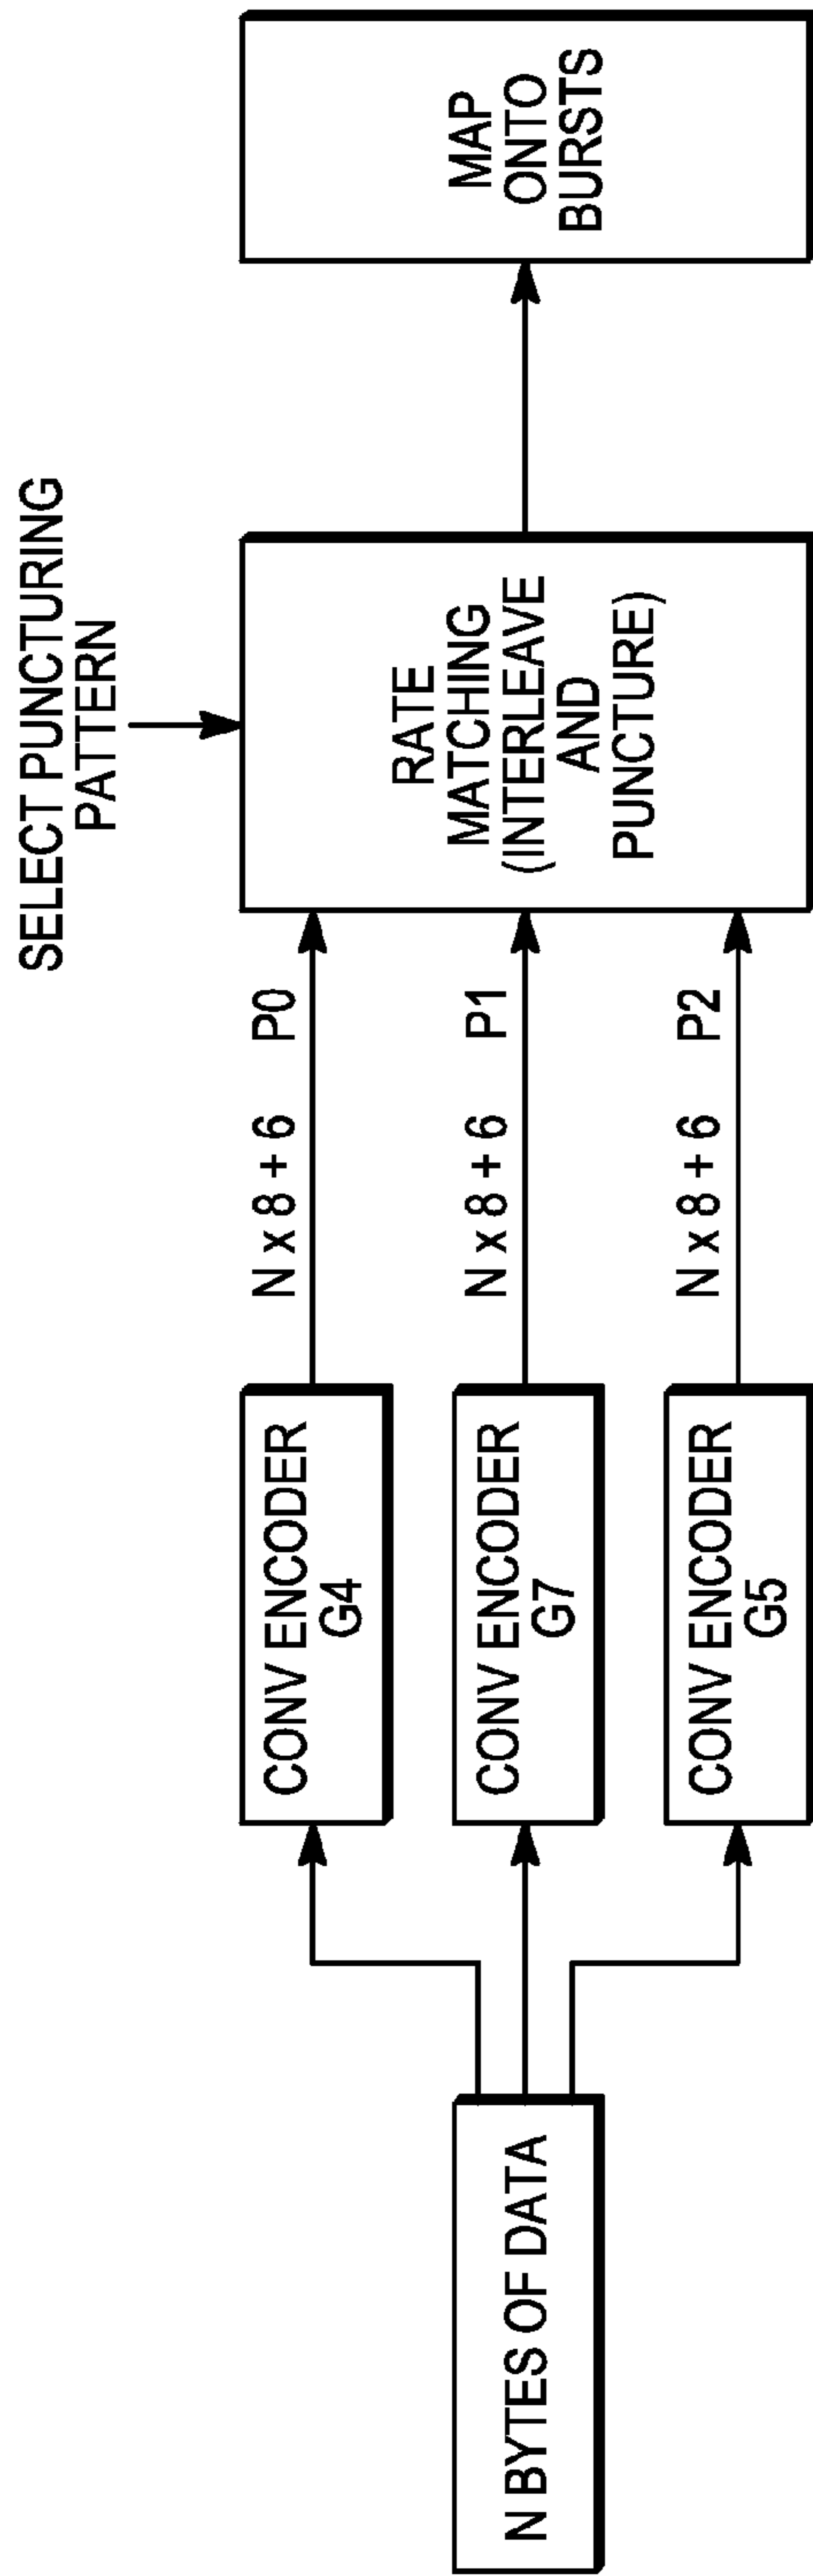 N BYTES OF DATA
CONV ENCODER
G4
CONV ENCODER
G7
CONV ENCODER
G5
N x 8 + 6 P0
N x 8 + 6 P1
N x 8 + 6 P2
SELECT PUNCTURING
PATTERN
RATE
MATCHING
(INTERLEAVE
AND
PUNCTURE)
MAP
ONTO
BURSTS